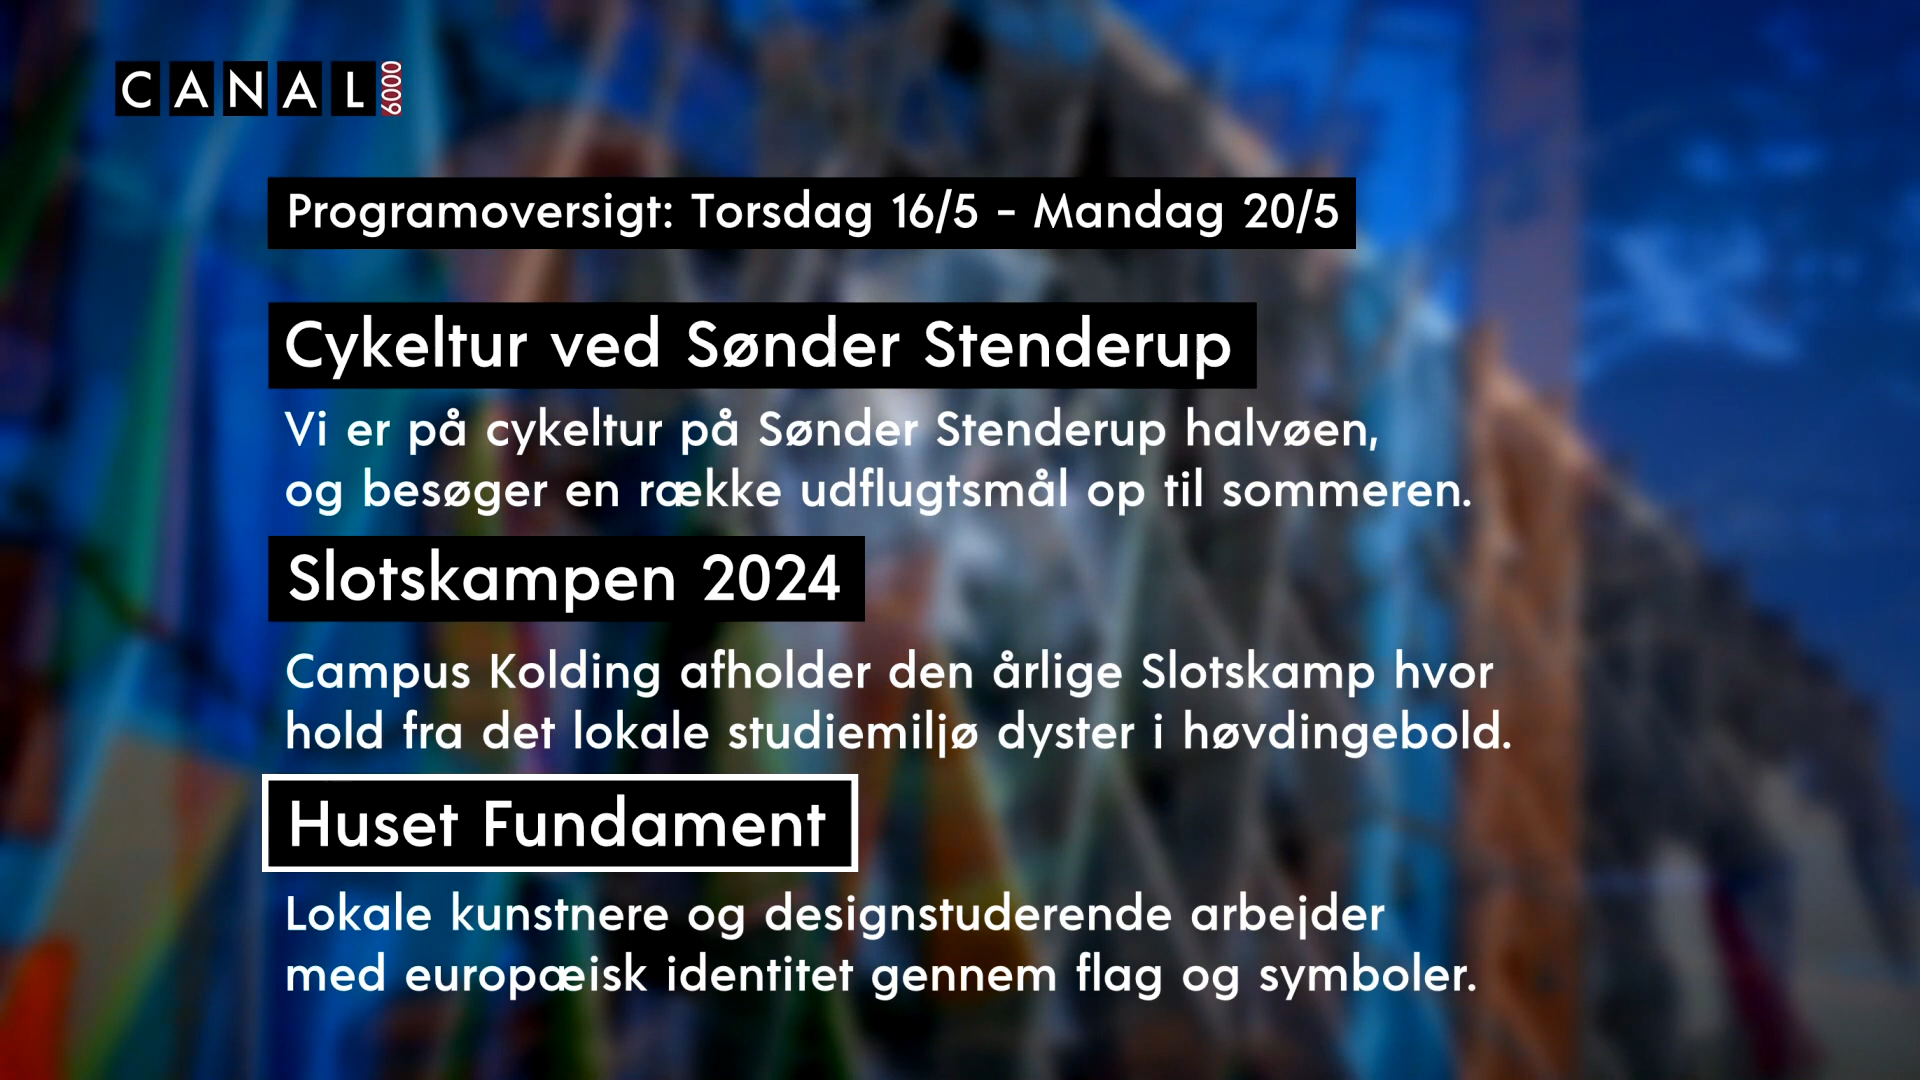 CANAL 6000
Programoversigt: Torsdag 16/5 - Mandag 20/5
Cykeltur ved Sønder Stenderup
Vi er på cykeltur på Sønder Stenderup halvøen,
og besøger en række udflugtsmål op til sommeren.
Slotskampen 2024
Campus Kolding afholder den årlige Slotskamp hvor
hold fra det lokale studiemiljø dyster i høvdingebold.
Huset Fundament
Lokale kunstnere og designstuderende arbejder
med europæisk identitet gennem flag og symboler.